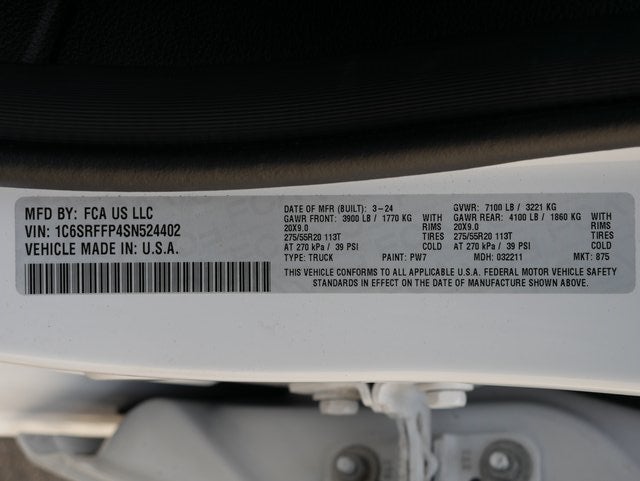 MFD BY: FCA US LLC
VIN: 1C6SRFFP4SN524402
VEHICLE MADE IN: U.S.A.
DATE OF MFR (BUILT): 3-24 GVWR: 7100 LB / 3221 KG
GAWR FRONT: 3900 LB / 1770 KG WITH GAWR REAR: 4100 LB / 1860 KG WITH
20X9.0 RIMS 20X9.0 RIMS
275/55R20 113T TIRES 275/55R20 113T TIRES
AT 270 kPa / 39 PSI COLD AT 270 kPa / 39 PSI COLD
TYPE: TRUCK PAINT: PW7 MDH: 032211 MKT: 875
THIS VEHICLE CONFORMS TO ALL APPLICABLE U.S.A. FEDERAL MOTOR VEHICLE SAFETY
STANDARDS IN EFFECT ON THE DATE OF MANUFACTURE SHOWN ABOVE.